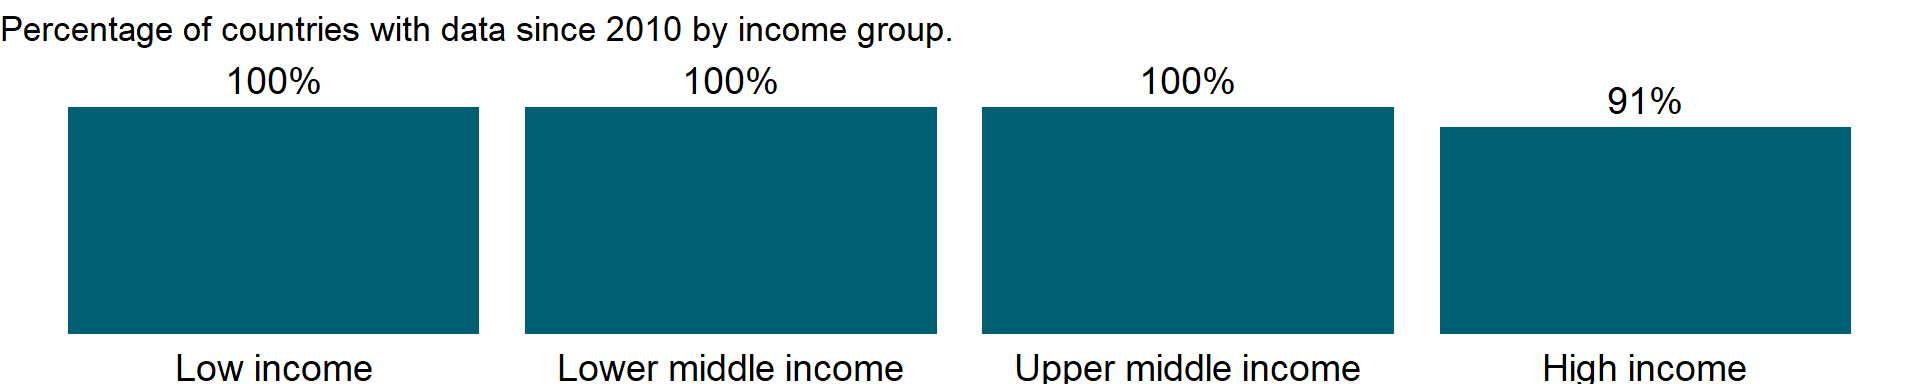 Percentage of countries with data since 2010 by income group.
100% 100% 100% 91%
Low income Lower middle income Upper middle income High income